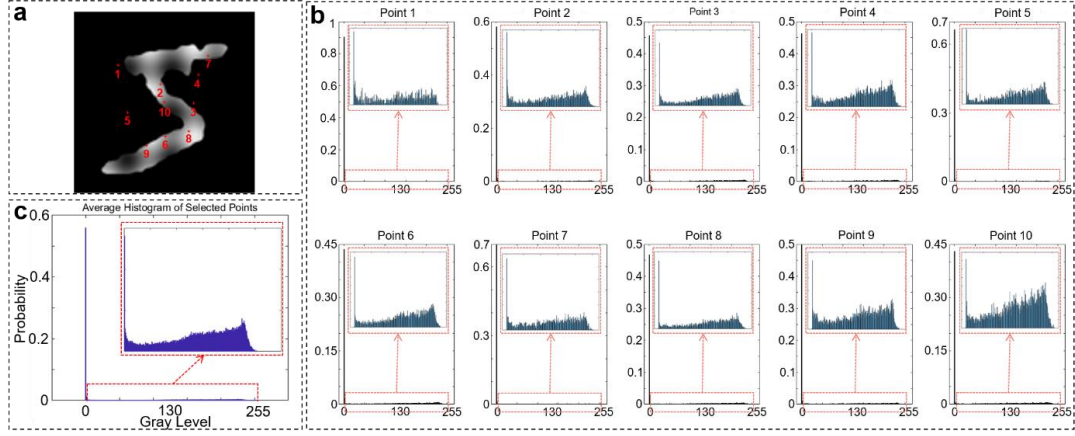 a
1
7
4
2
10
3
5
6
8
9
b
Point 1
1
0.8
0.6
0.4
0.2
0
0 130 255
Point 2
0.6
0.4
0.2
0
0 130 255
Point 3
0.5
0.4
0.3
0.2
0.1
0
0 130 255
Point 4
0.5
0.4
0.3
0.2
0.1
0
0 130 255
Point 5
0.7
0.6
0.3
0
0 130 255
Point 6
0.45
0.30
0.15
0
0 130 255
Point 7
0.7
0.6
0.3
0
0 130 255
Point 8
0.5
0.4
0.3
0.2
0.1
0
0 130 255
Point 9
0.5
0.4
0.3
0.2
0.1
0
0 130 255
Point 10
0.45
0.30
0.15
0
0 130 255
c
Average Histogram of Selected Points
0.6
0.4
0.2
0
Probability
0 130 255
Gray Level